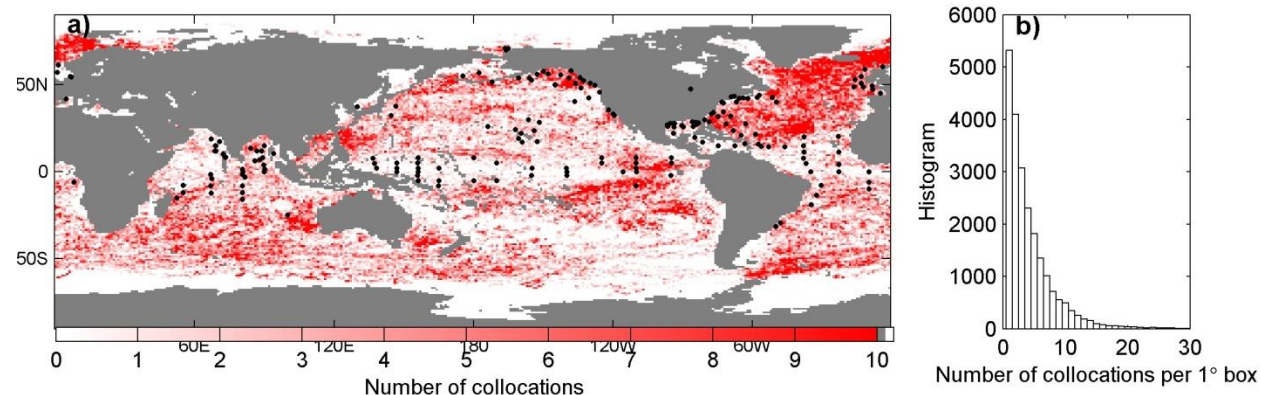 a)
50N
0
50S
60E 120E 180 120W 60W
0 1 2 3 4 5 6 7 8 9 10
Number of collocations
b)
6000
5000
4000
3000
2000
1000
0
Histogram
0 10 20 30
Number of collocations per 1° box